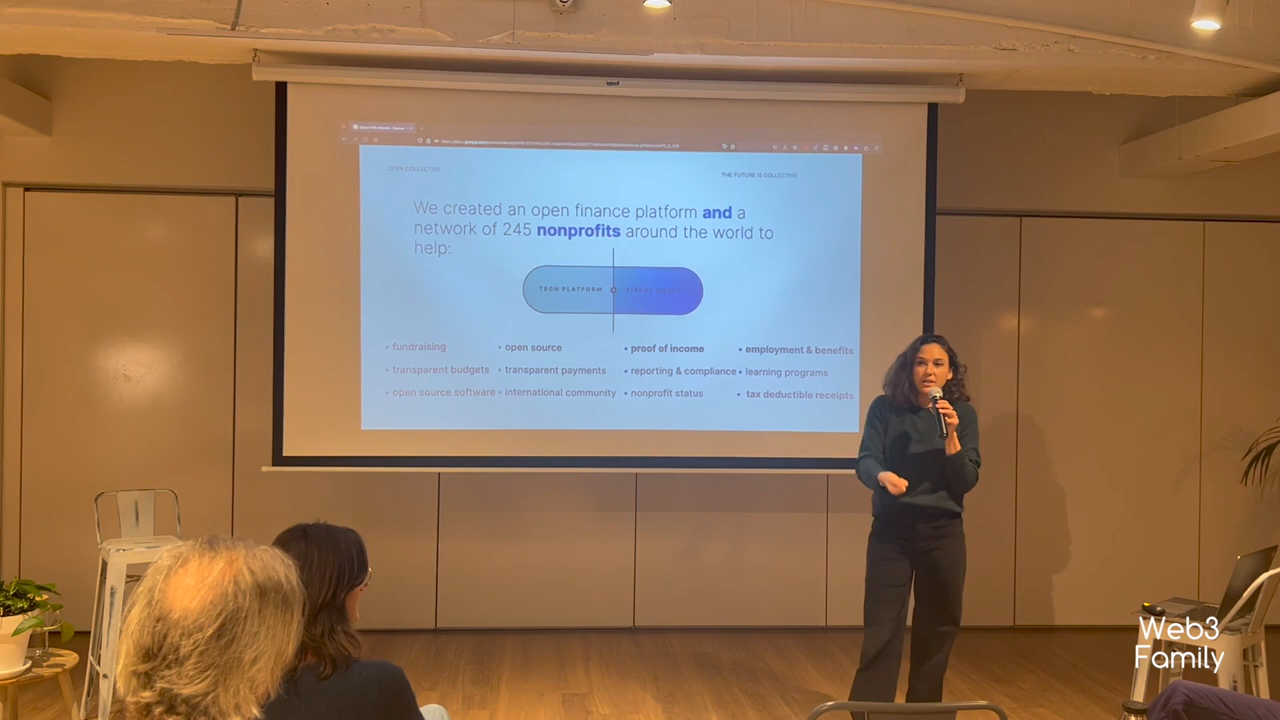 OPEN COLLECTIVE
THE FUTURE IS COLLECTIVE
We created an open finance platform and a
network of 245 nonprofits around the world to
help:
TECH PLATFORM
• fundraising
• open source
• proof of income
• employment & benefits
• transparent budgets
• transparent payments
• reporting & compliance
• learning programs
• open source software
• international community
• nonprofit status
• tax deductible receipts
Web3
Family